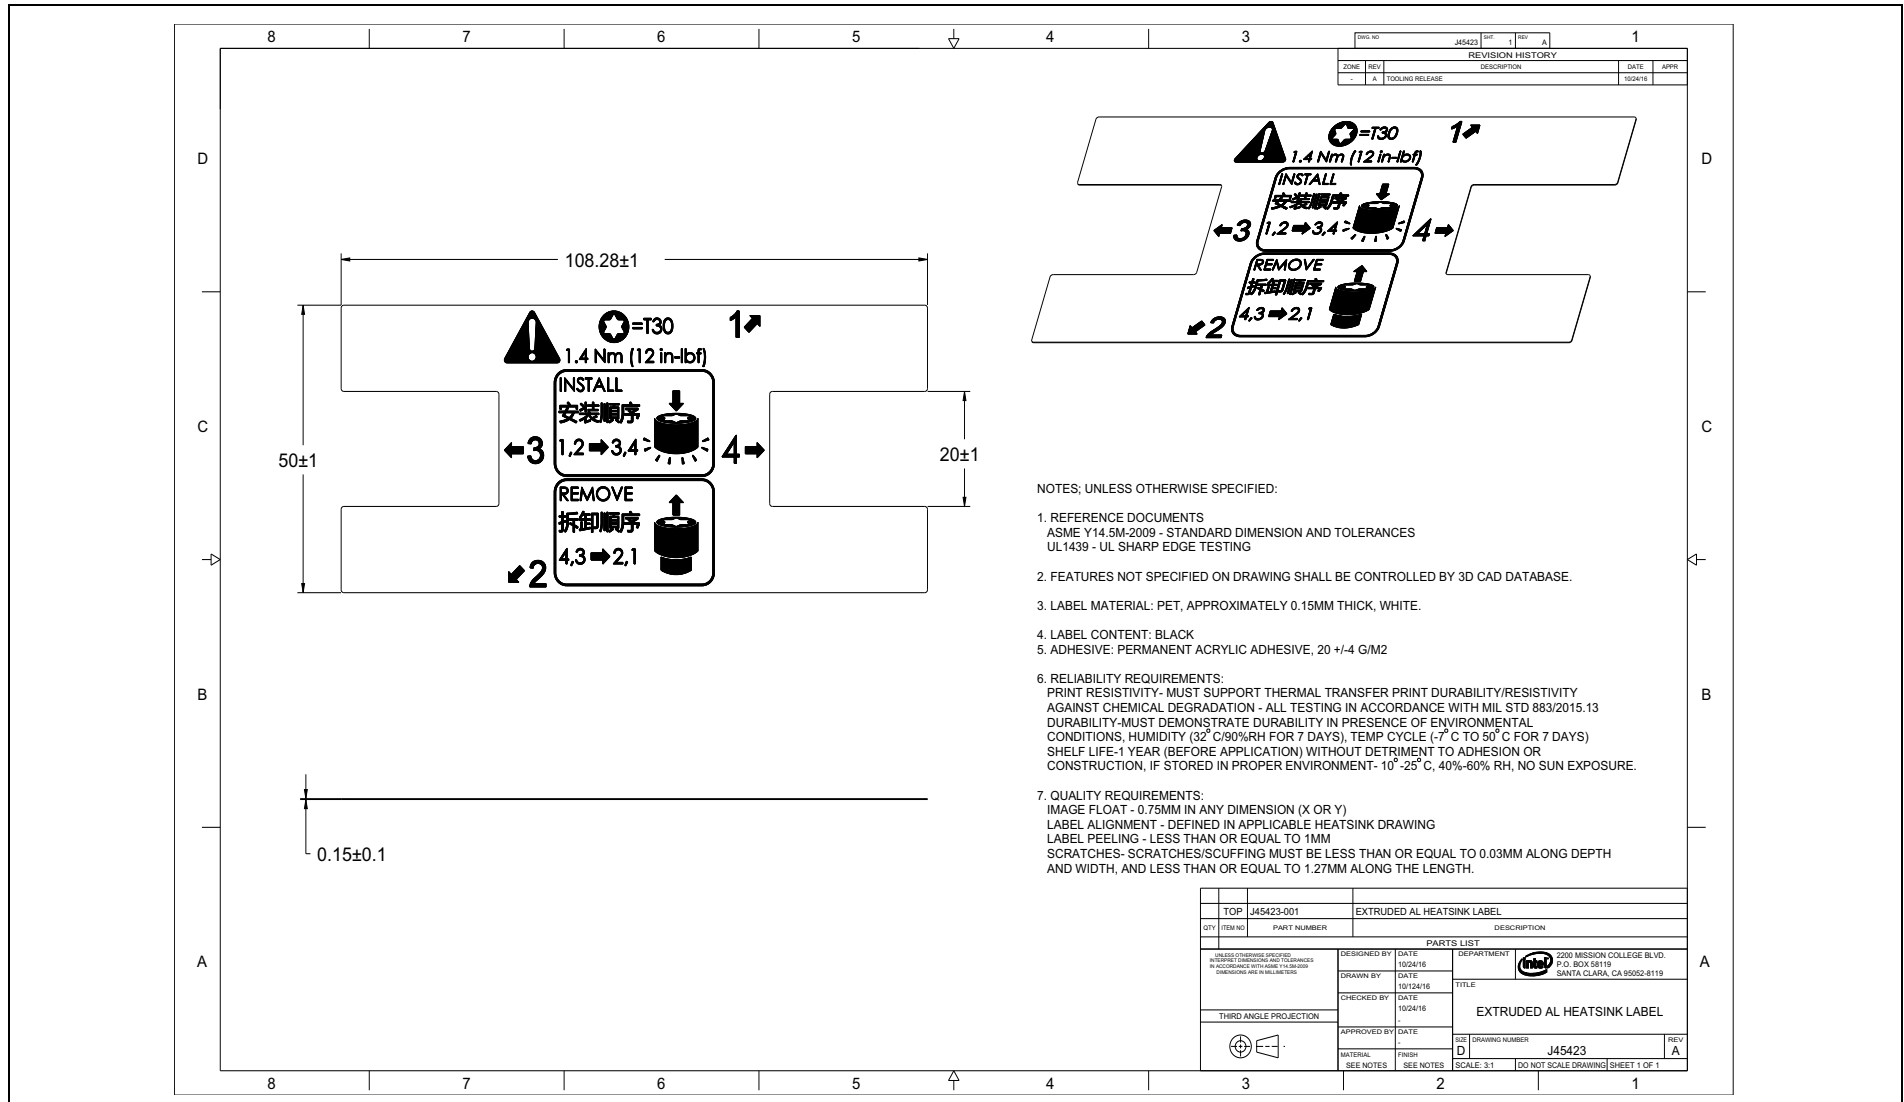 8 7 6 5 4 3 1
DWG. NO J45423 SHT. 1 REV A
REVISION HISTORY
ZONE REV DESCRIPTION DATE APPR
- A TOOLING RELEASE 10/24/16
D D
=T30
1
1.4 Nm (12 in-lbf)
INSTALL
安装順序
1,2 3,4
3
4
REMOVE
拆卸順序
4,3 2,1
2
108.28±1
=T30
1
1.4 Nm (12 in-lbf)
INSTALL
安装順序
1,2 3,4
3
4
REMOVE
拆卸順序
4,3 2,1
2
50±1
20±1
C C
NOTES; UNLESS OTHERWISE SPECIFIED:
1. REFERENCE DOCUMENTS
ASME Y14.5M-2009 - STANDARD DIMENSION AND TOLERANCES
UL1439 - UL SHARP EDGE TESTING
2. FEATURES NOT SPECIFIED ON DRAWING SHALL BE CONTROLLED BY 3D CAD DATABASE.
3. LABEL MATERIAL: PET, APPROXIMATELY 0.15MM THICK, WHITE.
4. LABEL CONTENT: BLACK
5. ADHESIVE: PERMANENT ACRYLIC ADHESIVE, 20 +/-4 G/M2
6. RELIABILITY REQUIREMENTS:
PRINT RESISTIVITY- MUST SUPPORT THERMAL TRANSFER PRINT DURABILITY/RESISTIVITY
AGAINST CHEMICAL DEGRADATION - ALL TESTING IN ACCORDANCE WITH MIL STD 883/2015.13
DURABILITY-MUST DEMONSTRATE DURABILITY IN PRESENCE OF ENVIRONMENTAL
CONDITIONS, HUMIDITY (32°C/90%RH FOR 7 DAYS), TEMP CYCLE (-7°C TO 50°C FOR 7 DAYS)
SHELF LIFE-1 YEAR (BEFORE APPLICATION) WITHOUT DETRIMENT TO ADHESION OR
CONSTRUCTION, IF STORED IN PROPER ENVIRONMENT- 10°-25°C, 40%-60% RH, NO SUN EXPOSURE.
7. QUALITY REQUIREMENTS:
IMAGE FLOAT - 0.75MM IN ANY DIMENSION (X OR Y)
LABEL ALIGNMENT - DEFINED IN APPLICABLE HEATSINK DRAWING
LABEL PEELING - LESS THAN OR EQUAL TO 1MM
SCRATCHES- SCRATCHES/SCUFFING MUST BE LESS THAN OR EQUAL TO 0.03MM ALONG DEPTH
AND WIDTH, AND LESS THAN OR EQUAL TO 1.27MM ALONG THE LENGTH.
B B
0.15±0.1
TOP J45423-001 EXTRUDED AL HEATSINK LABEL
QTY ITEM NO PART NUMBER DESCRIPTION
PARTS LIST
A A
UNLESS OTHERWISE SPECIFIED
INTERPRET DIMENSIONS AND TOLERANCES
IN ACCORDANCE WITH ASME Y14.5M-2009
DIMENSIONS ARE IN MILLIMETERS
THIRD ANGLE PROJECTION
DESIGNED BY DATE
10/24/16
DRAWN BY DATE
10/124/16
CHECKED BY DATE
10/24/16
-
APPROVED BY DATE
-
MATERIAL FINISH
SEE NOTES SEE NOTES
DEPARTMENT
intel
2200 MISSION COLLEGE BLVD.
P.O. BOX 58119
SANTA CLARA, CA 95052-8119
TITLE
EXTRUDED AL HEATSINK LABEL
SIZE DRAWING NUMBER REV
D J45423 A
SCALE: 3:1 DO NOT SCALE DRAWING SHEET 1 OF 1
8 7 6 5 4 3 2 1